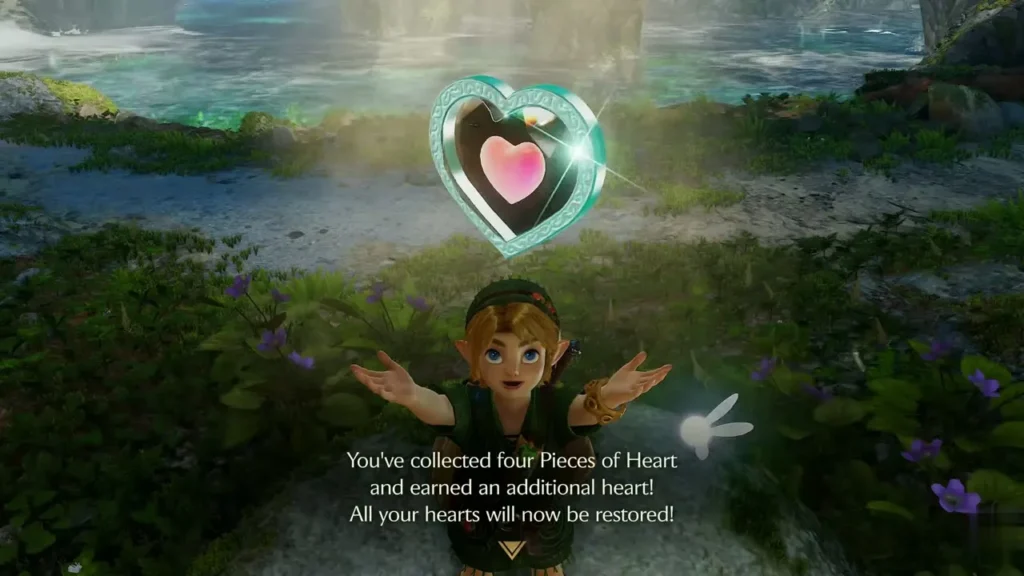 You've collected four Pieces of Heart
and earned an additional heart!
All your hearts will now be restored!